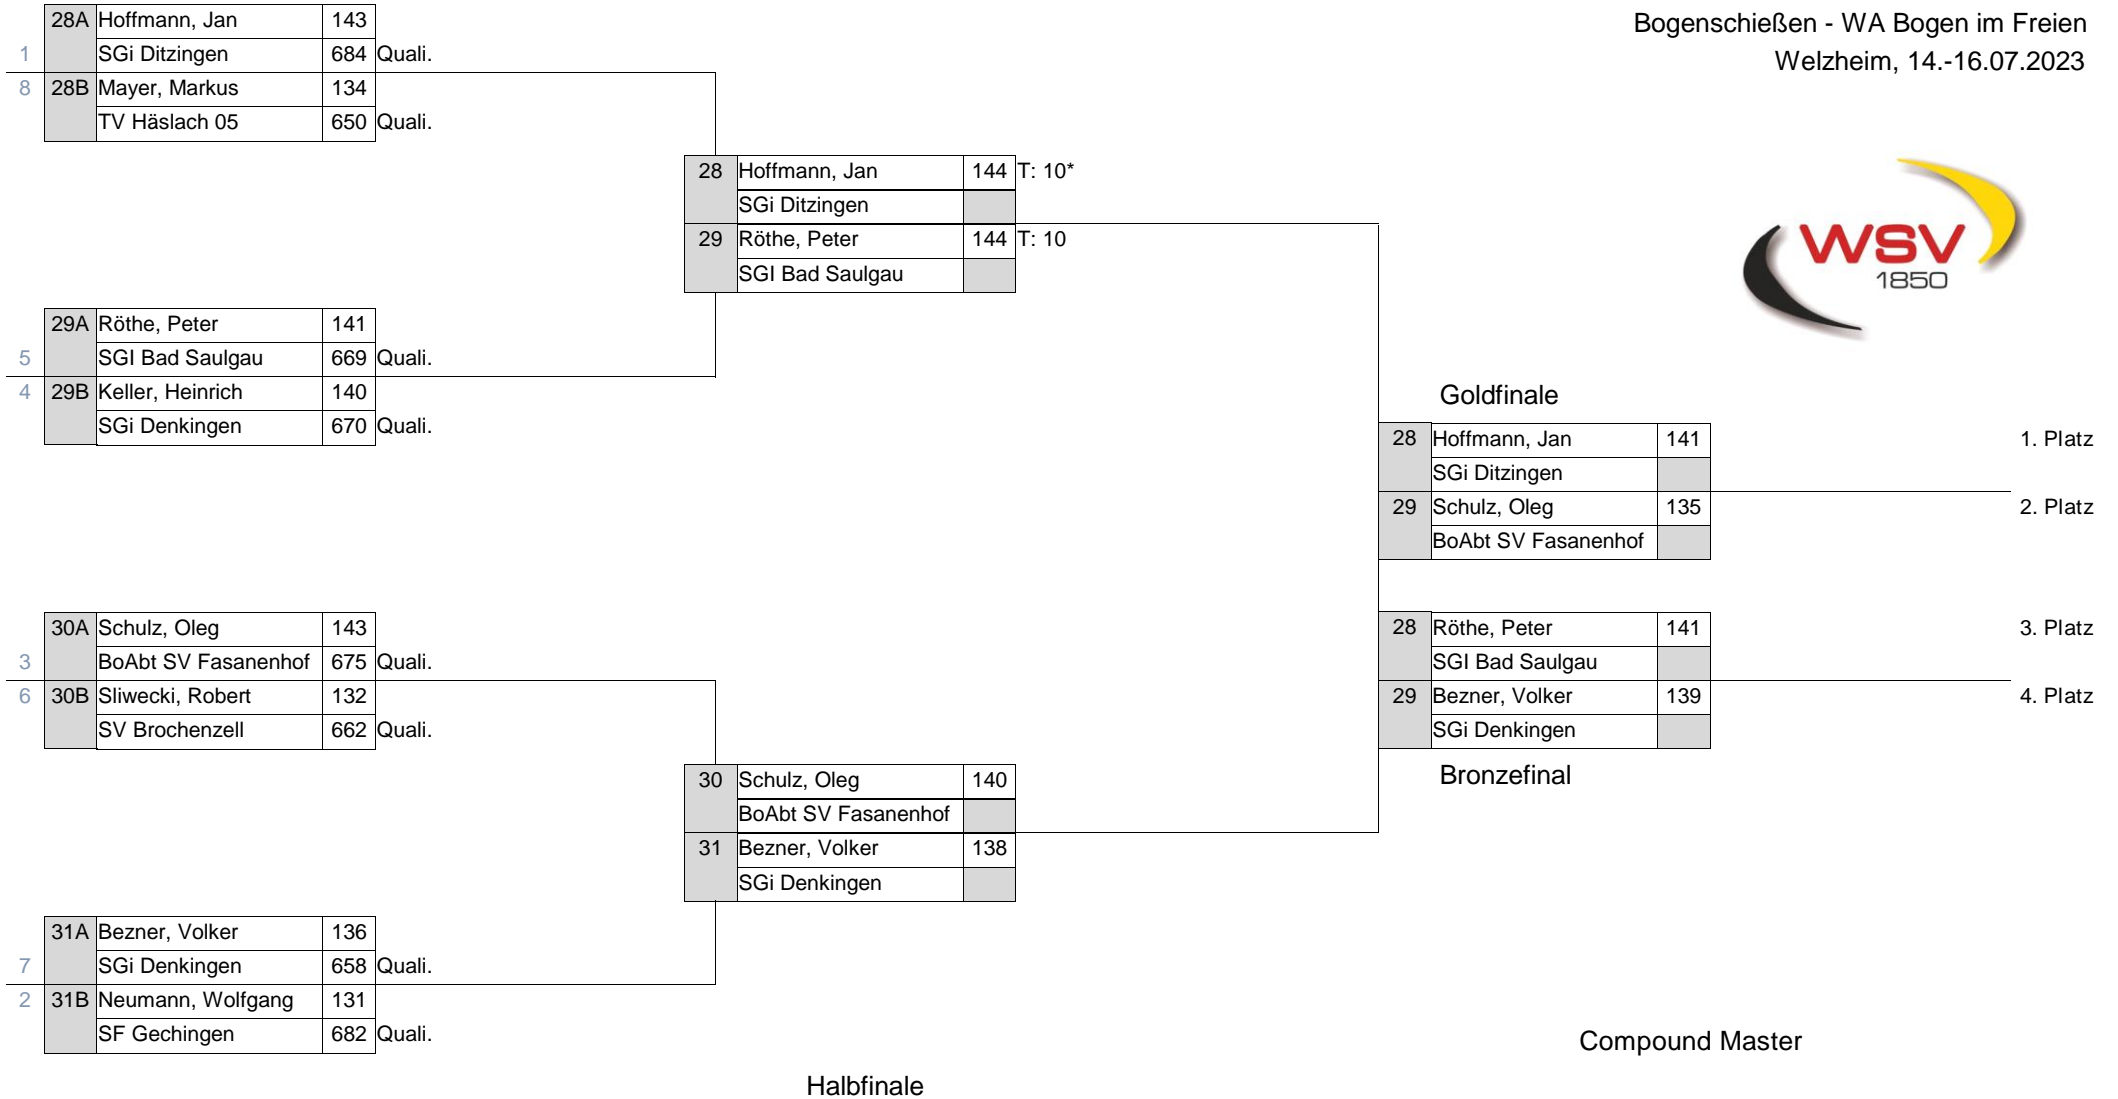 Bogenschießen - WA Bogen im Freien
Welzheim, 14.-16.07.2023
WSV
1850
28A Hoffmann, Jan 143
1 SGi Ditzingen 684 Quali.
8 28B Mayer, Markus 134
TV Häslach 05 650 Quali.
28 Hoffmann, Jan 144 T: 10*
SGi Ditzingen
29 Röthe, Peter 144 T: 10
SGI Bad Saulgau
29A Röthe, Peter 141
5 SGI Bad Saulgau 669 Quali.
4 29B Keller, Heinrich 140
SGi Denkingen 670 Quali.
Goldfinale
28 Hoffmann, Jan 141 1. Platz
SGi Ditzingen
29 Schulz, Oleg 135 2. Platz
BoAbt SV Fasanenhof
30A Schulz, Oleg 143
3 BoAbt SV Fasanenhof 675 Quali.
6 30B Sliwecki, Robert 132
SV Brochenzell 662 Quali.
28 Röthe, Peter 141 3. Platz
SGI Bad Saulgau
29 Bezner, Volker 139 4. Platz
SGi Denkingen
Bronzefinal
30 Schulz, Oleg 140
BoAbt SV Fasanenhof
31 Bezner, Volker 138
SGi Denkingen
31A Bezner, Volker 136
7 SGi Denkingen 658 Quali.
2 31B Neumann, Wolfgang 131
SF Gechingen 682 Quali.
Compound Master
Halbfinale